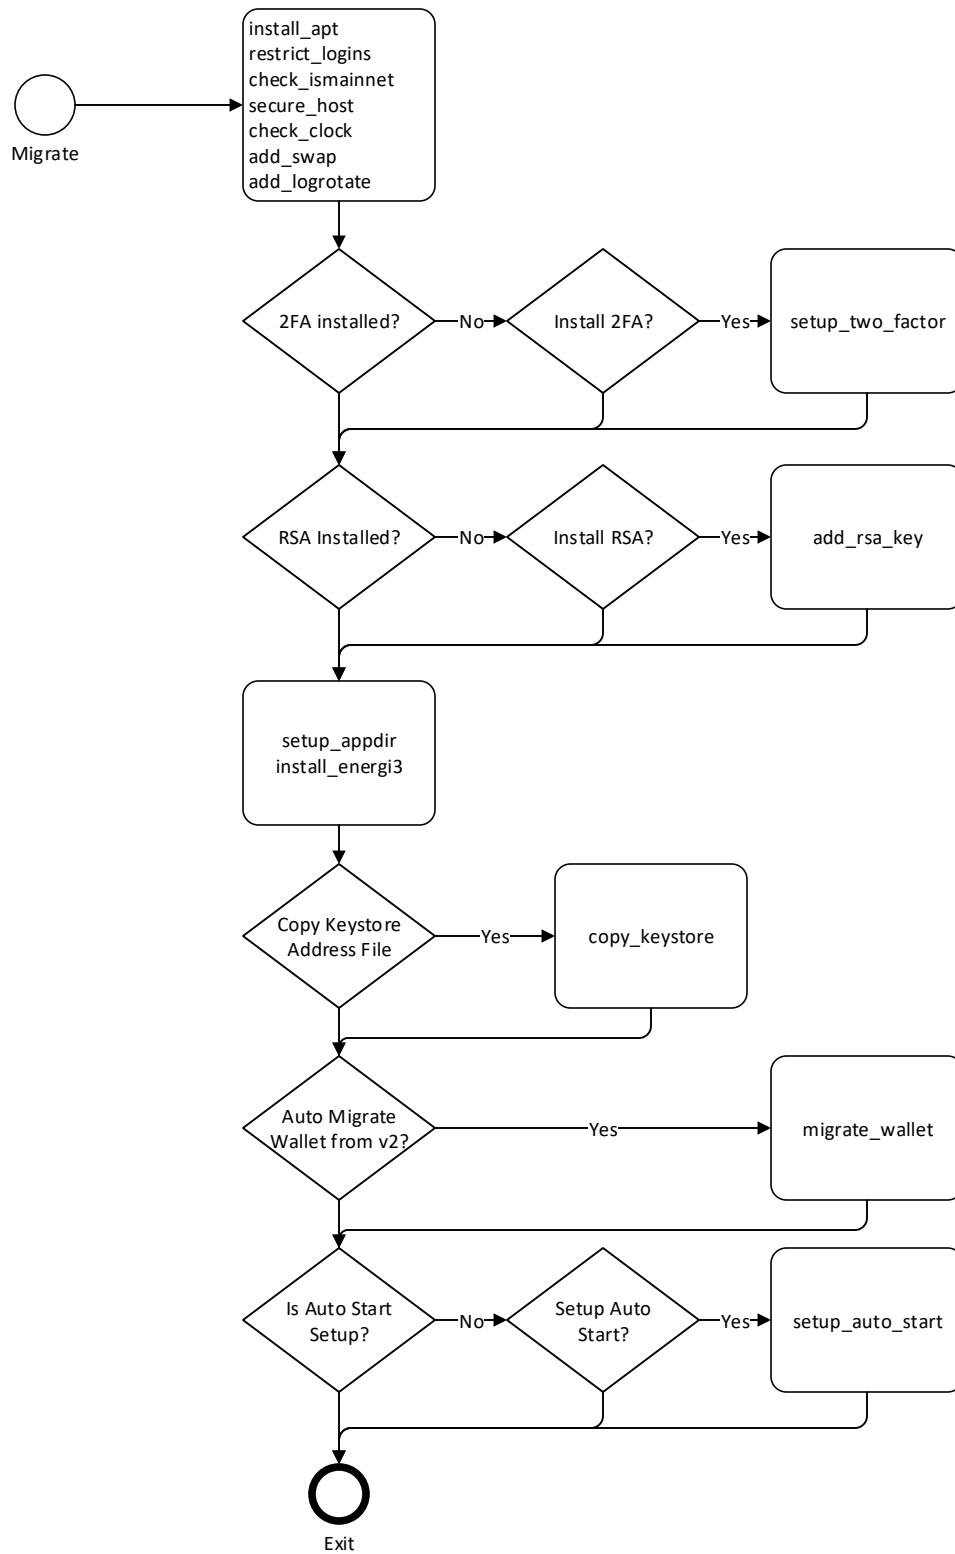 install_apt
restrict_logins
check_ismainnet
secure_host
check_clock
add_swap
add_logrotate
Migrate
2FA installed?
No
Install 2FA?
Yes
setup_two_factor
RSA Installed?
No
Install RSA?
Yes
add_rsa_key
setup_appdir
install_energi3
Copy Keystore
Address File
Yes
copy_keystore
Auto Migrate
Wallet from v2?
Yes
migrate_wallet
Is Auto Start
Setup?
No
Setup Auto
Start?
Yes
setup_auto_start
Exit